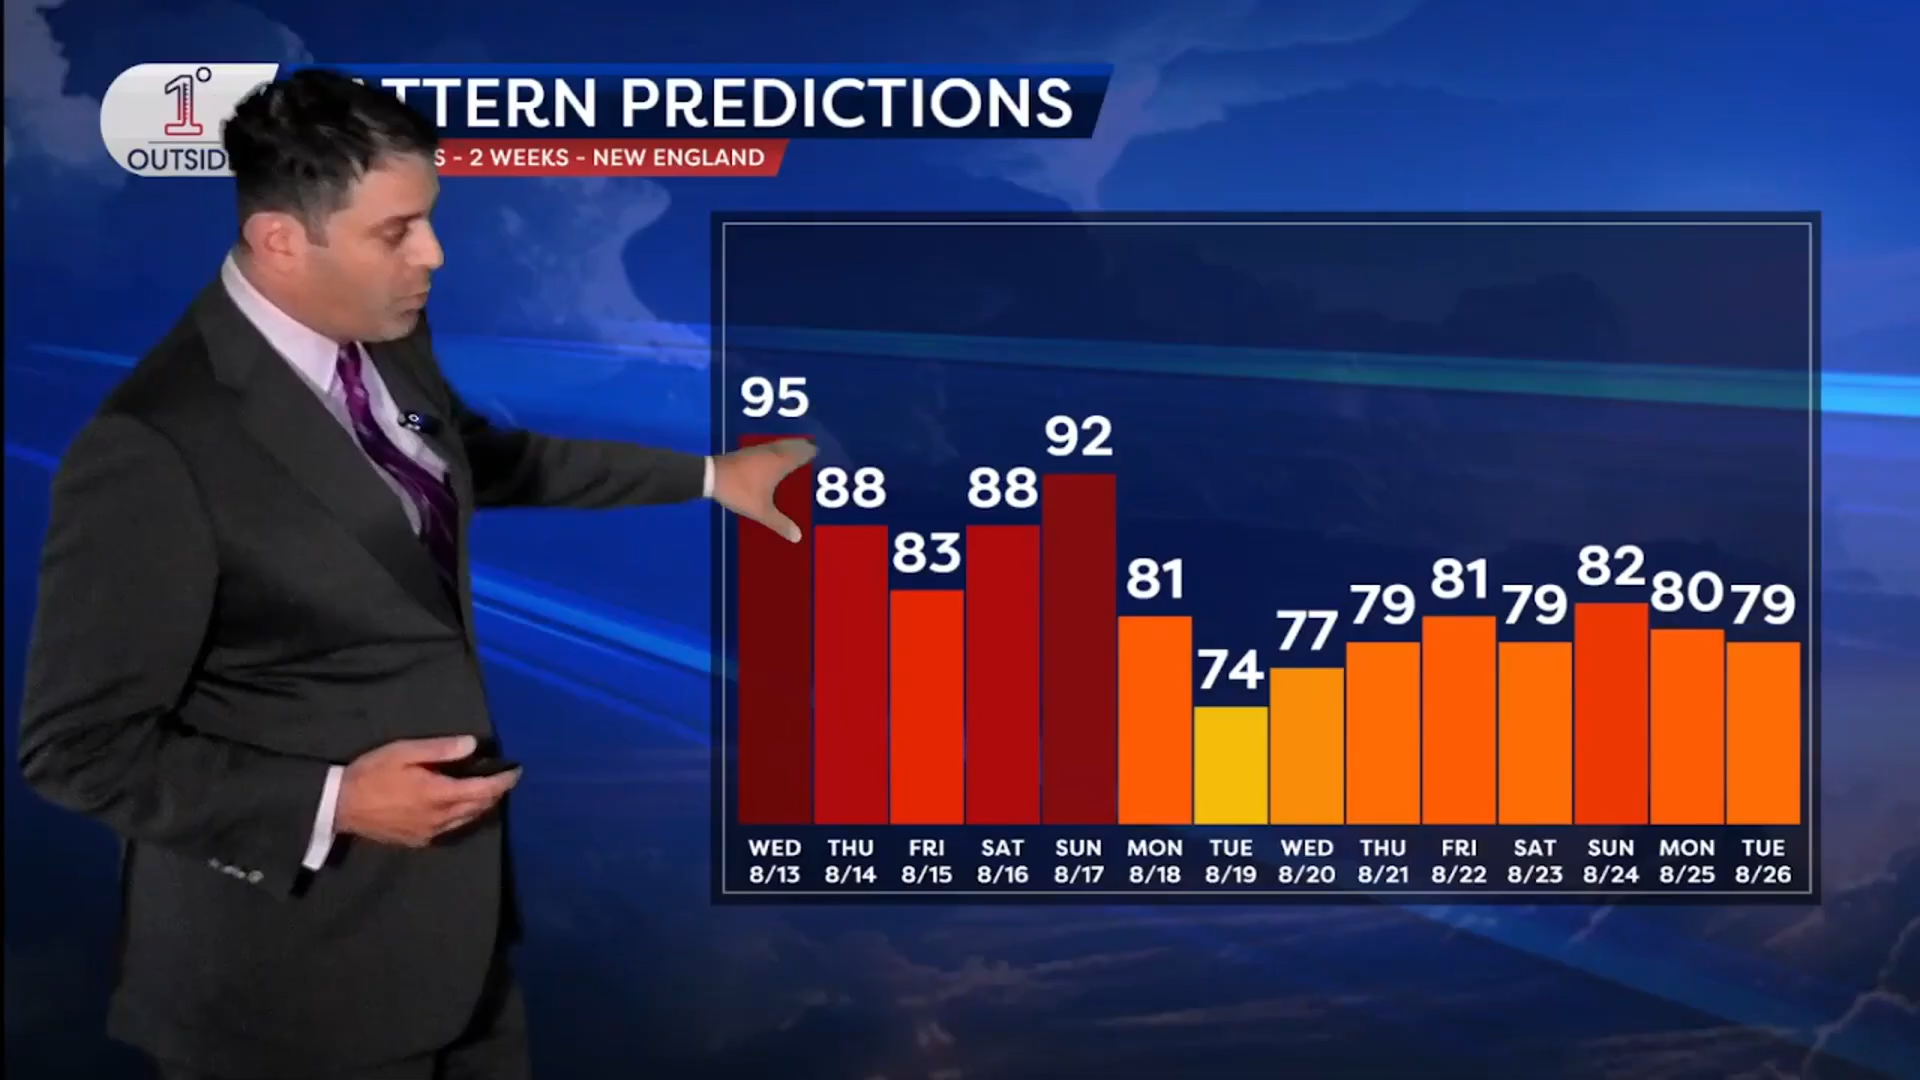 1°
OUTSID
TTERN PREDICTIONS
S - 2 WEEKS - NEW ENGLAND
95 88 83 88 92 81 74 77 79 81 79 82 80 79
WED THU FRI SAT SUN MON TUE WED THU FRI SAT SUN MON TUE
8/13 8/14 8/15 8/16 8/17 8/18 8/19 8/20 8/21 8/22 8/23 8/24 8/25 8/26